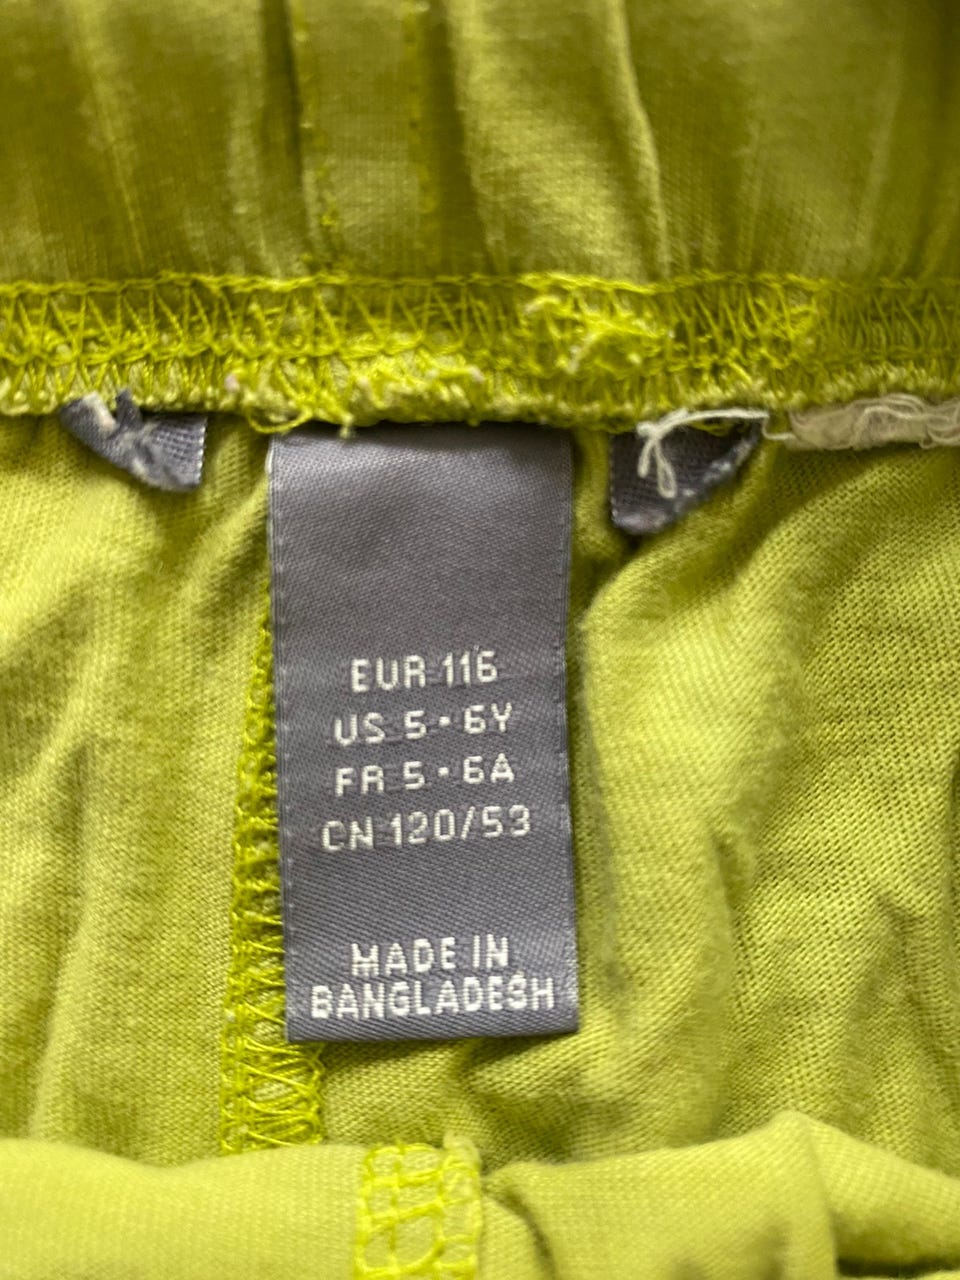 EUR 116
US 5•6Y
FR 5•6A
CN 120/53
MADE IN
BANGLADESH